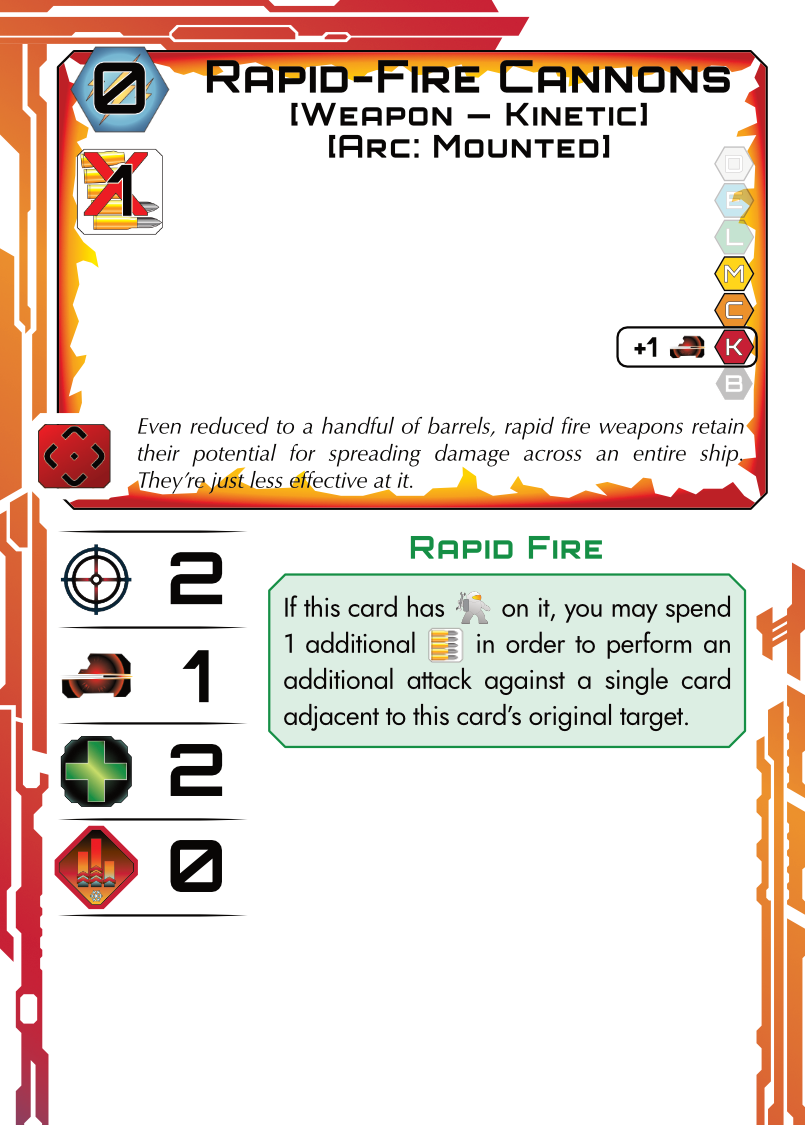 0
Rapid-Fire Cannons
[Weapon – Kinetic]
[Arc: Mounted]
1
D
E
L
M
C
+1 K
B
Even reduced to a handful of barrels, rapid fire weapons retain
their potential for spreading damage across an entire ship.
They're just less effective at it.
2
1
2
0
Rapid Fire
If this card has on it, you may spend
1 additional in order to perform an
additional attack against a single card
adjacent to this card's original target.